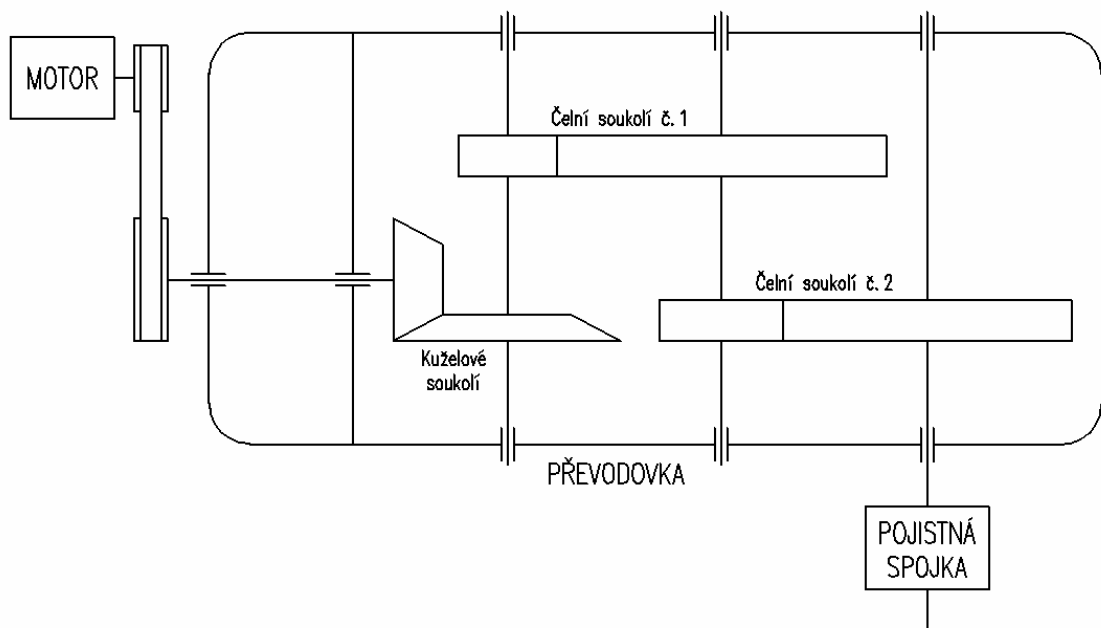 MOTOR
Čelní soukolí č. 1
Čelní soukolí č. 2
Kuželové
soukolí
PŘEVODOVKA
POJISTNÁ
SPOJKA